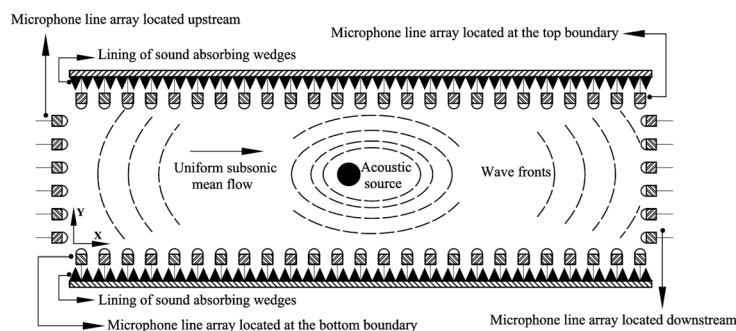 Microphone line array located upstream
Microphone line array located at the top boundary
Lining of sound absorbing wedges
Uniform subsonic
mean flow
Acoustic
source
Wave fronts
Y
X
Lining of sound absorbing wedges
Microphone line array located at the bottom boundary
Microphone line array located downstream